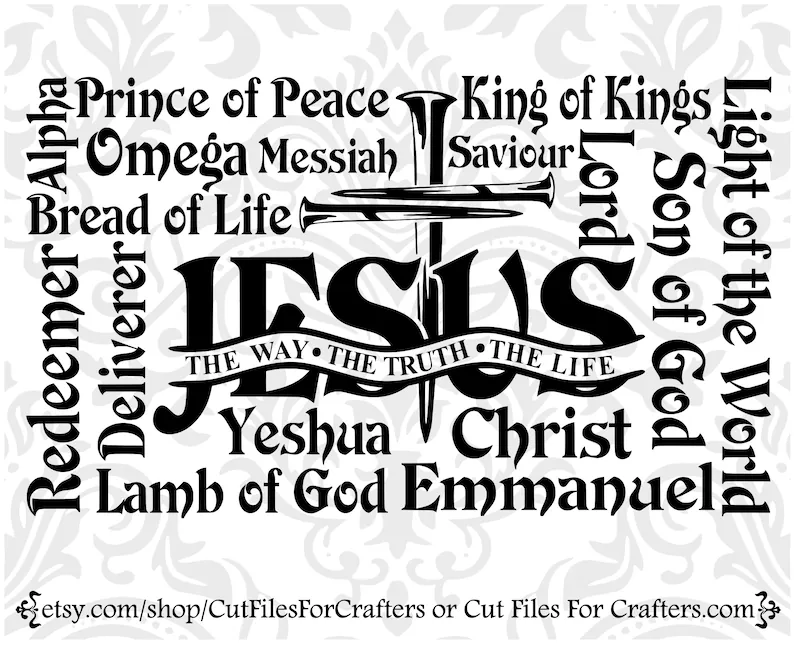 Alpha
Prince of Peace
King of Kings
Omega
Messiah
Saviour
Lord
Son of God
Light of the World
Bread of Life
Redeemer
Deliverer
JESUS
THE WAY • THE TRUTH • THE LIFE
Yeshua
Christ
Lamb of God
Emmanuel
etsy.com/shop/CutFilesForCrafters or Cut Files For Crafters.com